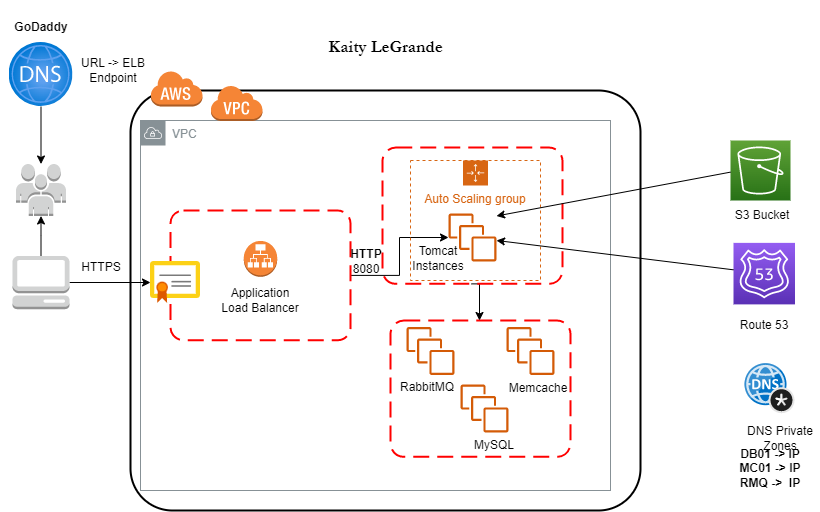 GoDaddy
Kaity LeGrande
DNS
URL -> ELB
Endpoint
AWS
VPC
VPC
Auto Scaling group
S3 Bucket
HTTPS
HTTP
8080
Tomcat
Instances
53
Application
Load Balancer
Route 53
RabbitMQ
Memcache
DNS
MySQL
DNS Private
Zones
DB01 -> IP
MC01 -> IP
RMQ -> IP